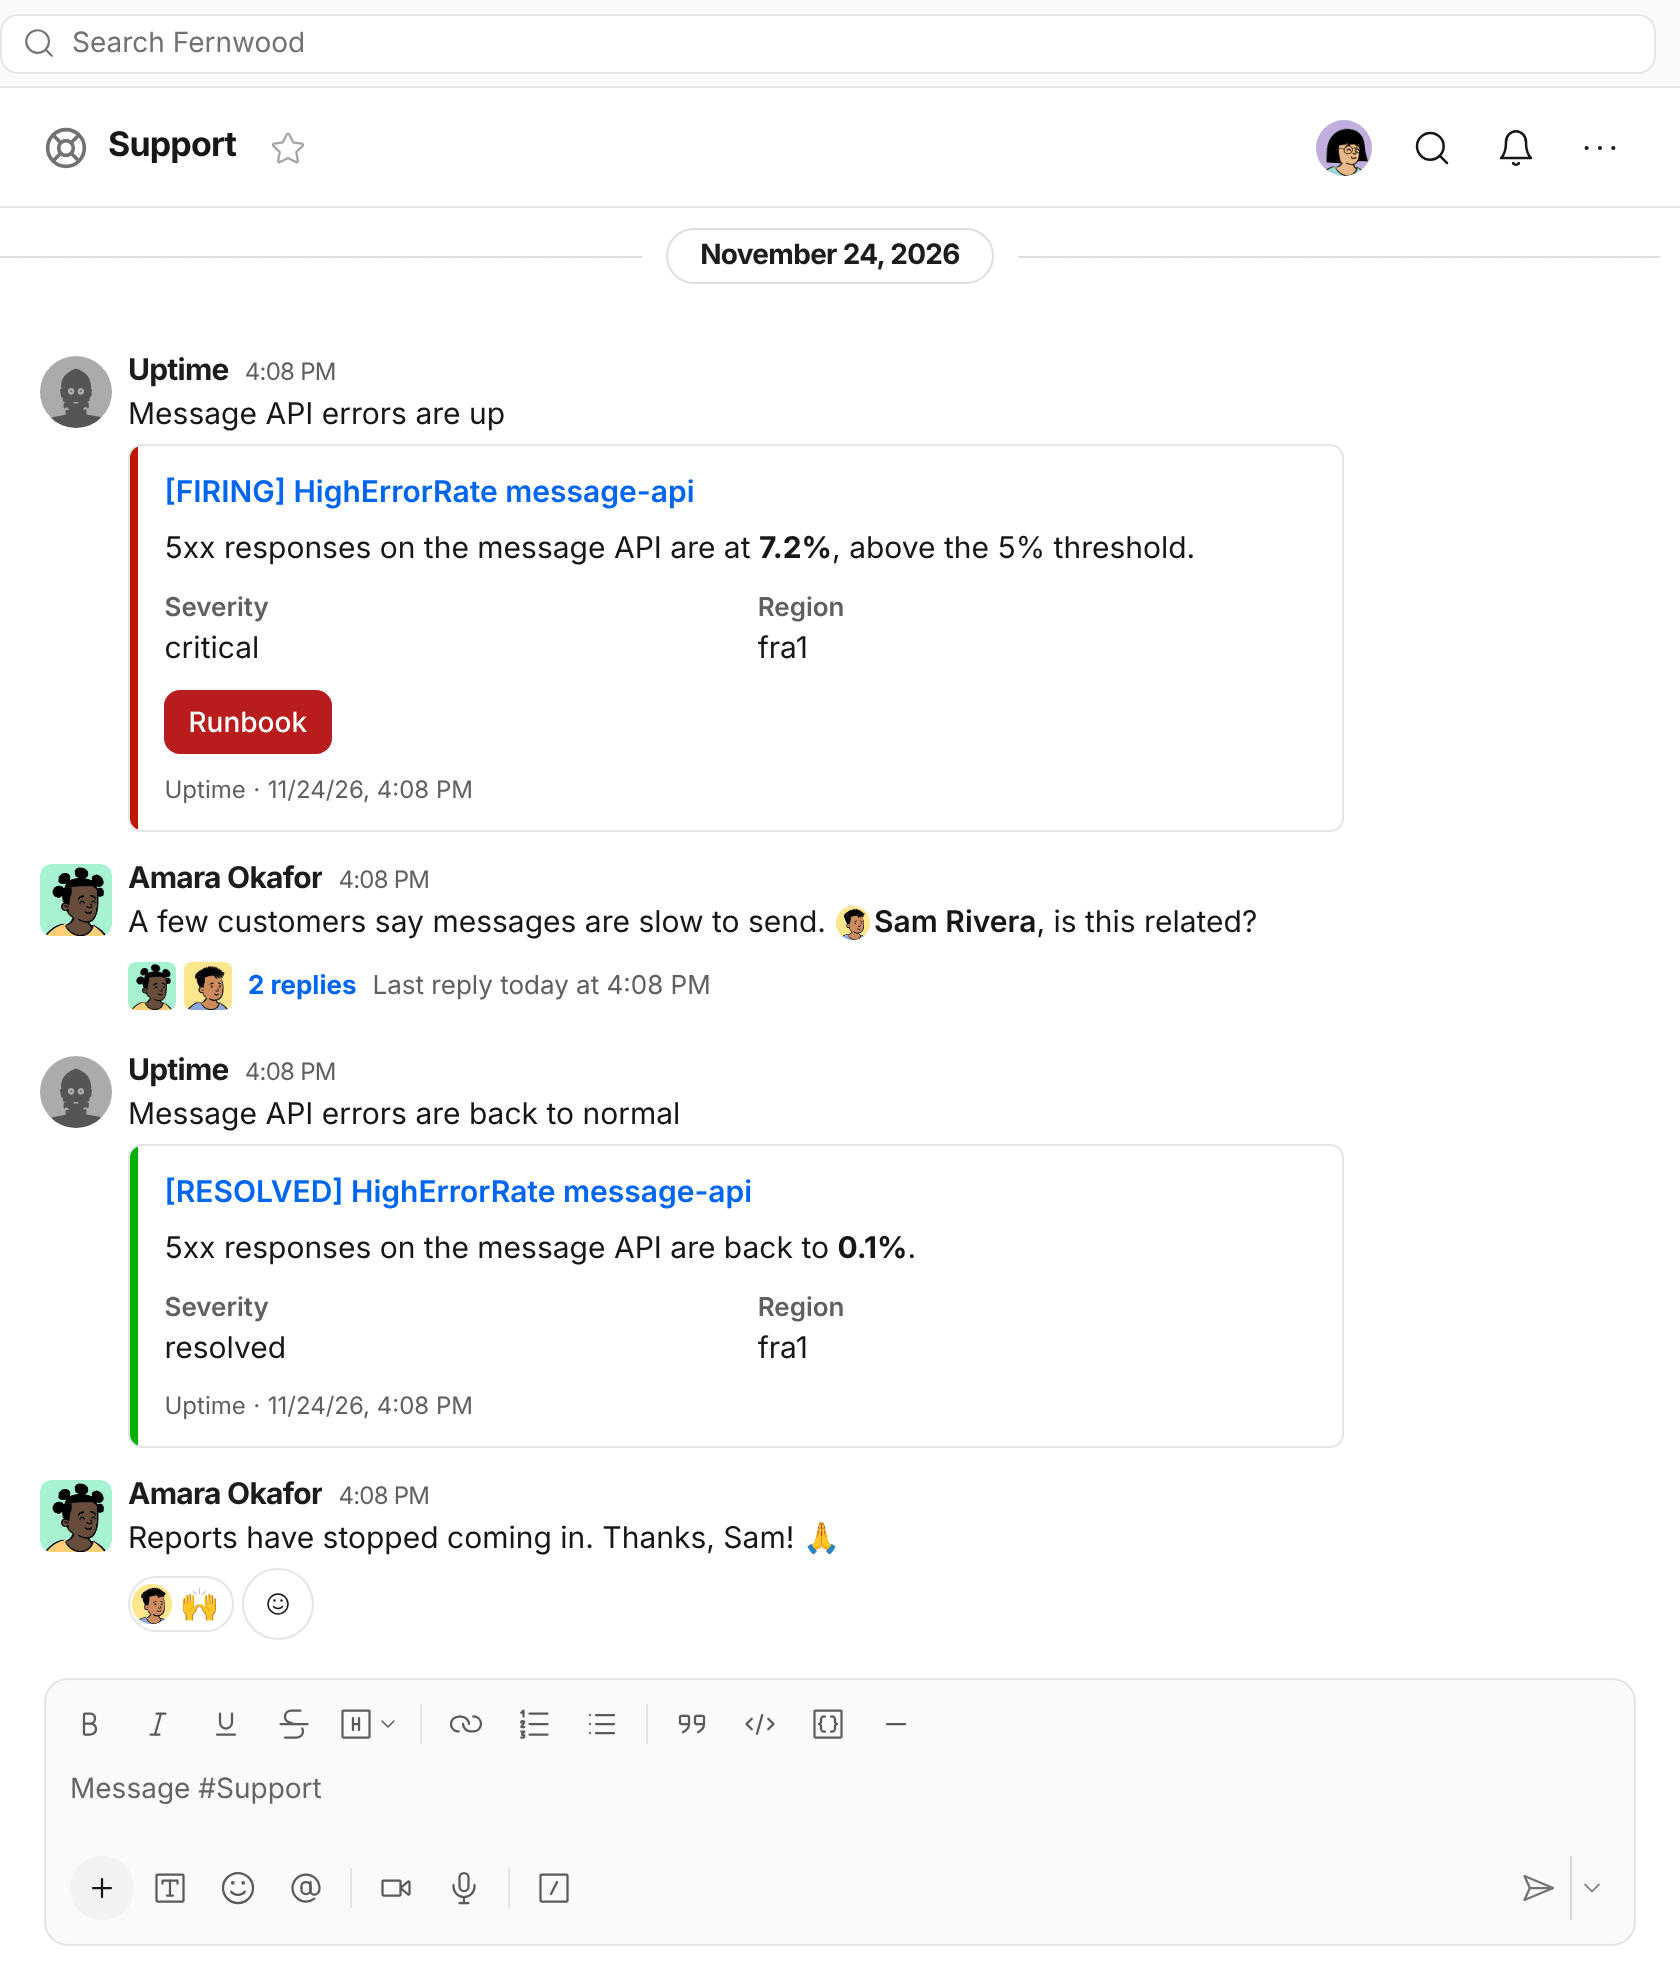 Search Fernwood
Support
November 24, 2026
Uptime 4:08 PM
Message API errors are up
[FIRING] HighErrorRate message-api
5xx responses on the message API are at 7.2%, above the 5% threshold.
Severity Region
critical fra1
Runbook
Uptime · 11/24/26, 4:08 PM
Amara Okafor 4:08 PM
A few customers say messages are slow to send. Sam Rivera, is this related?
2 replies Last reply today at 4:08 PM
Uptime 4:08 PM
Message API errors are back to normal
[RESOLVED] HighErrorRate message-api
5xx responses on the message API are back to 0.1%.
Severity Region
resolved fra1
Uptime · 11/24/26, 4:08 PM
Amara Okafor 4:08 PM
Reports have stopped coming in. Thanks, Sam! 🙏
Message #Support